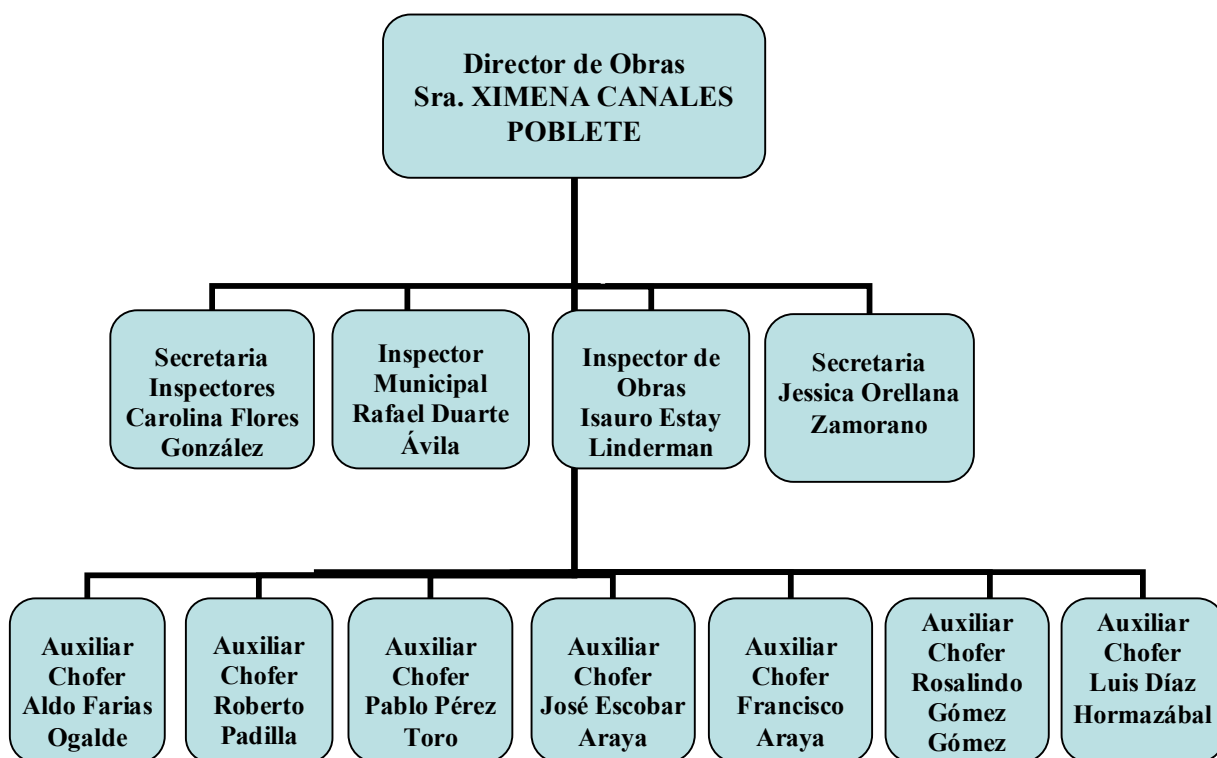 Director de Obras
Sra. XIMENA CANALES
POBLETE
Secretaria
Inspectores
Carolina Flores
González
Inspector
Municipal
Rafael Duarte
Ávila
Inspector de
Obras
Isauro Estay
Linderman
Secretaria
Jessica Orellana
Zamorano
Auxiliar
Chofer
Aldo Farias
Ogalde
Auxiliar
Chofer
Roberto
Padilla
Auxiliar
Chofer
Pablo Pérez
Toro
Auxiliar
Chofer
José Escobar
Araya
Auxiliar
Chofer
Francisco
Araya
Auxiliar
Chofer
Rosalindo
Gómez
Gómez
Auxiliar
Chofer
Luis Díaz
Hormazábal